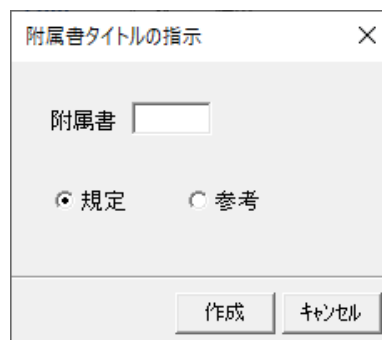 附属書タイトルの指示
附属書
規定 参考
作成 ｷｬﾝｾﾙ